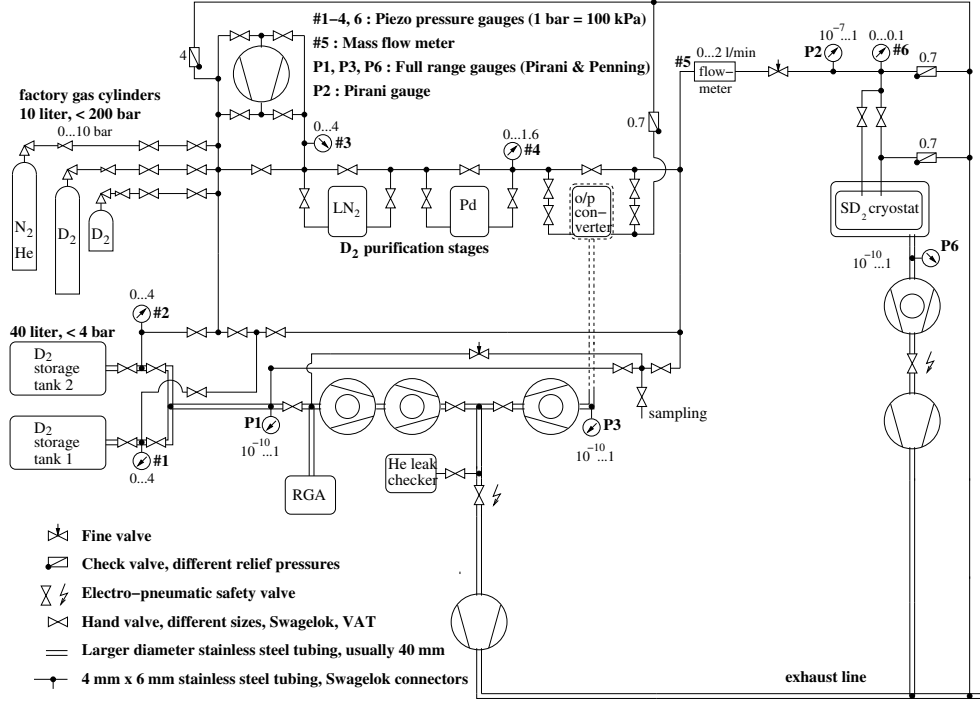 #1−4, 6 : Piezo pressure gauges (1 bar = 100 kPa)
#5 : Mass flow meter
P1, P3, P6 : Full range gauges (Pirani & Penning)
P2 : Pirani gauge
4
10⁻⁷...1
P2
0...0.1
#6
#5
0...2 l/min
flow−
meter
0.7
factory gas cylinders
10 liter, < 200 bar
0...10 bar
0...4
#3
0...1.6
#4
0.7
0.7
N₂
He
D₂
D₂
LN₂
Pd
o/p
con−
verter
D₂ purification stages
SD₂ cryostat
P6
10⁻¹⁰...1
0...4
#2
40 liter, < 4 bar
D₂
storage
tank 2
D₂
storage
tank 1
#1
0...4
P1
10⁻¹⁰...1
sampling
P3
10⁻¹⁰...1
He leak
checker
RGA
Fine valve
Check valve, different relief pressures
Electro−pneumatic safety valve
Hand valve, different sizes, Swagelok, VAT
Larger diameter stainless steel tubing, usually 40 mm
4 mm x 6 mm stainless steel tubing, Swagelok connectors
exhaust line